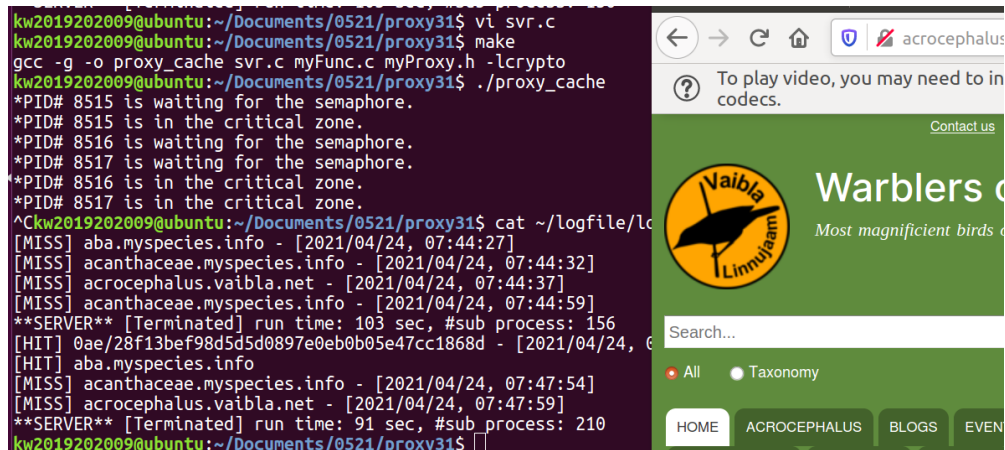 kw2019202009@ubuntu:~/Documents/0521/proxy31$ vi svr.c
kw2019202009@ubuntu:~/Documents/0521/proxy31$ make
gcc -g -o proxy_cache svr.c myFunc.c myProxy.h -lcrypto
kw2019202009@ubuntu:~/Documents/0521/proxy31$ ./proxy_cache
*PID# 8515 is waiting for the semaphore.
*PID# 8515 is in the critical zone.
*PID# 8516 is waiting for the semaphore.
*PID# 8517 is waiting for the semaphore.
*PID# 8516 is in the critical zone.
*PID# 8517 is in the critical zone.
^Ckw2019202009@ubuntu:~/Documents/0521/proxy31$ cat ~/logfile/lo
[MISS] aba.myspecies.info - [2021/04/24, 07:44:27]
[MISS] acanthaceae.myspecies.info - [2021/04/24, 07:44:32]
[MISS] acrocephalus.vaibla.net - [2021/04/24, 07:44:37]
[MISS] acanthaceae.myspecies.info - [2021/04/24, 07:44:59]
**SERVER** [Terminated] run time: 103 sec, #sub process: 156
[HIT] 0ae/28f13bef98d5d5d0897e0eb0b05e47cc1868d - [2021/04/24, 0
[HIT] aba.myspecies.info
[MISS] acanthaceae.myspecies.info - [2021/04/24, 07:47:54]
[MISS] acrocephalus.vaibla.net - [2021/04/24, 07:47:59]
**SERVER** [Terminated] run time: 91 sec, #sub process: 210
kw2019202009@ubuntu:~/Documents/0521/proxy31$
acrocephalus
To play video, you may need to in
codecs.
Contact us
Vaibla
Linnujaam
Warblers
Most magnificient birds
Search...
All Taxonomy
HOME ACROCEPHALUS BLOGS EVEN